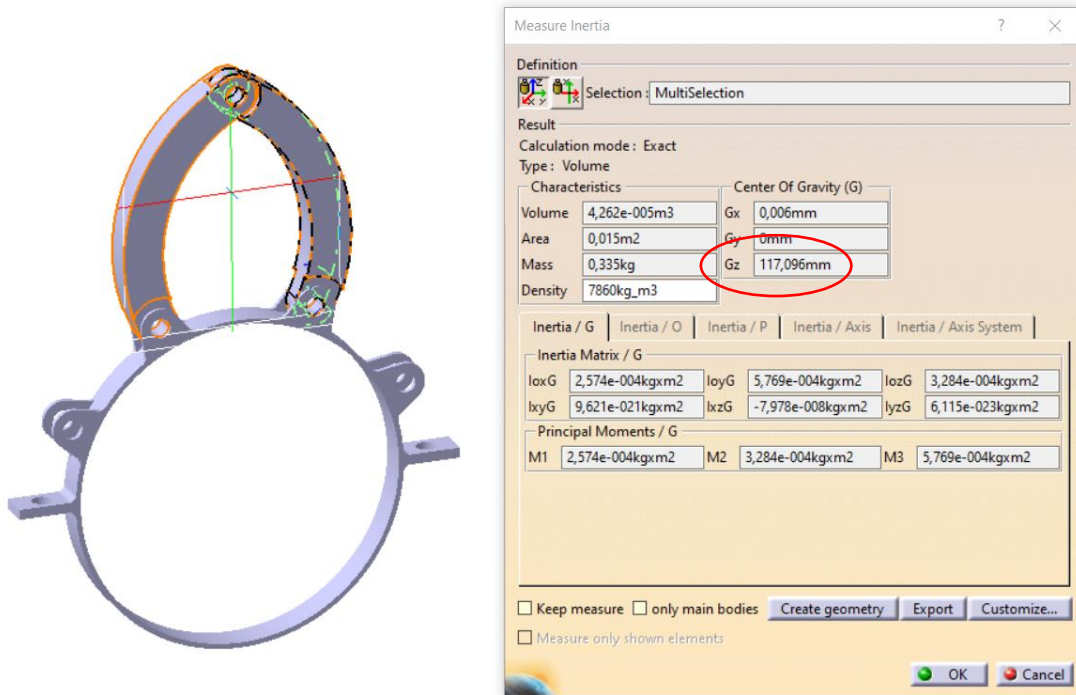 Measure Inertia ? ×
Definition
Selection : MultiSelection
Result
Calculation mode : Exact
Type : Volume
Characteristics
Center Of Gravity (G)
Volume 4,262e-005m3
Gx 0,006mm
Area 0,015m2
Gy 0mm
Mass 0,335kg
Gz 117,096mm
Density 7860kg_m3
Inertia / G Inertia / O Inertia / P Inertia / Axis Inertia / Axis System
Inertia Matrix / G
IoxG 2,574e-004kgxm2 IoyG 5,769e-004kgxm2 IozG 3,284e-004kgxm2
IxyG 9,621e-021kgxm2 IxzG -7,978e-008kgxm2 IyzG 6,115e-023kgxm2
Principal Moments / G
M1 2,574e-004kgxm2 M2 3,284e-004kgxm2 M3 5,769e-004kgxm2
Keep measure only main bodies Create geometry Export Customize...
Measure only shown elements
OK Cancel